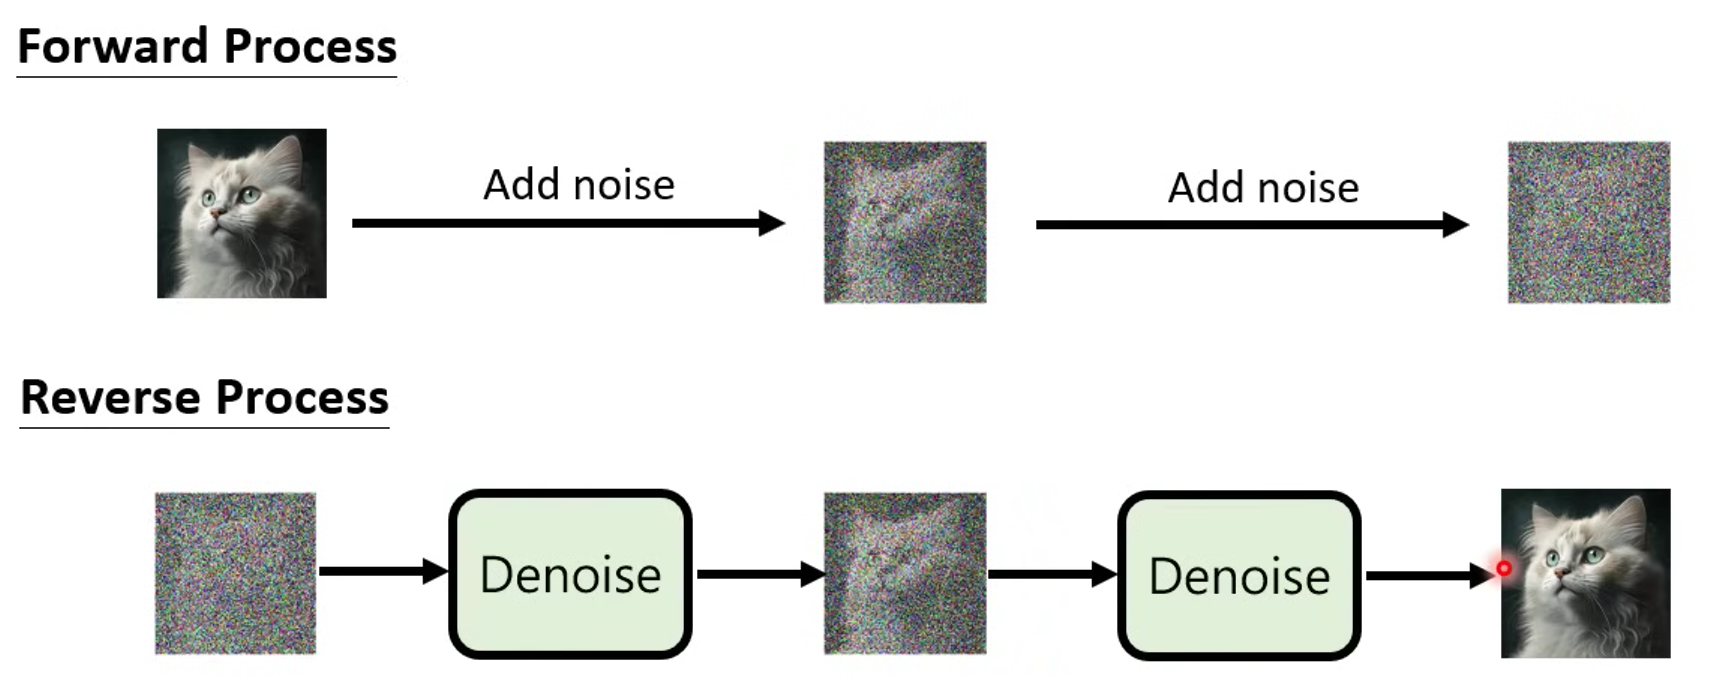 Forward Process
Add noise
Add noise
Reverse Process
Denoise
Denoise